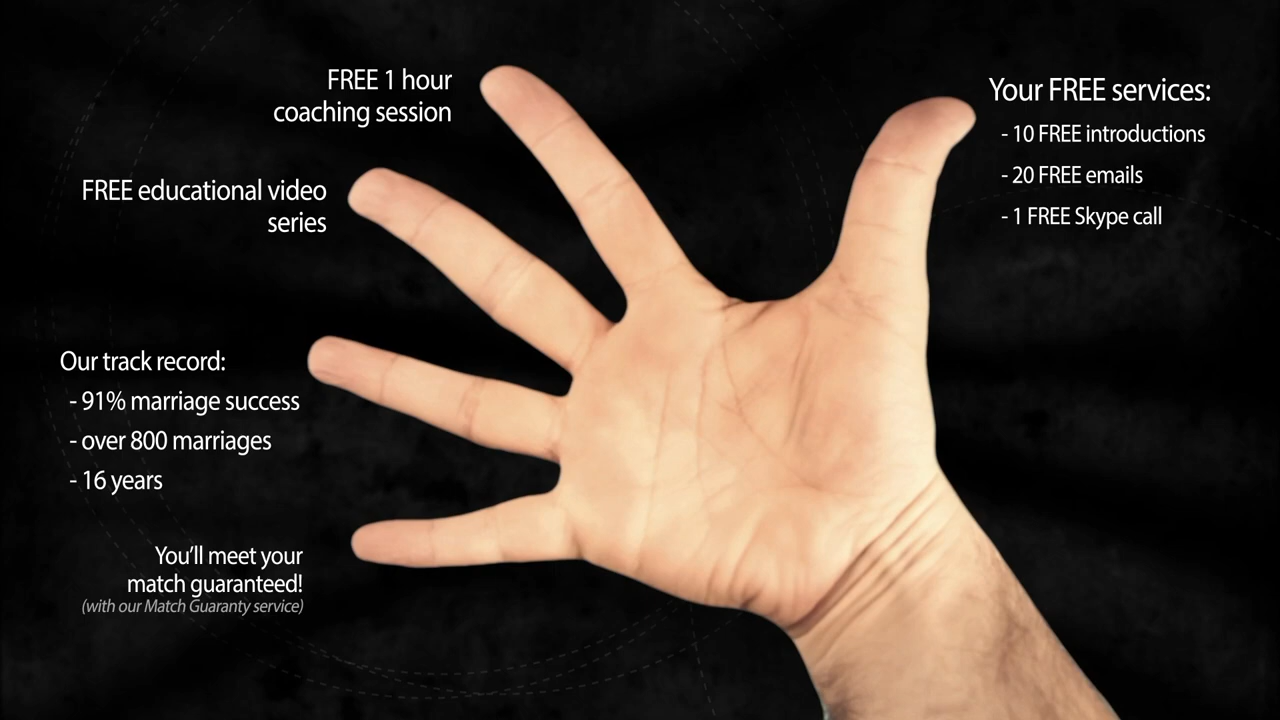 FREE 1 hour
coaching session
FREE educational video
series
Our track record:
- 91% marriage success
- over 800 marriages
- 16 years
You'll meet your
match guaranteed!
(with our Match Guaranty service)
Your FREE services:
- 10 FREE introductions
- 20 FREE emails
- 1 FREE Skype call